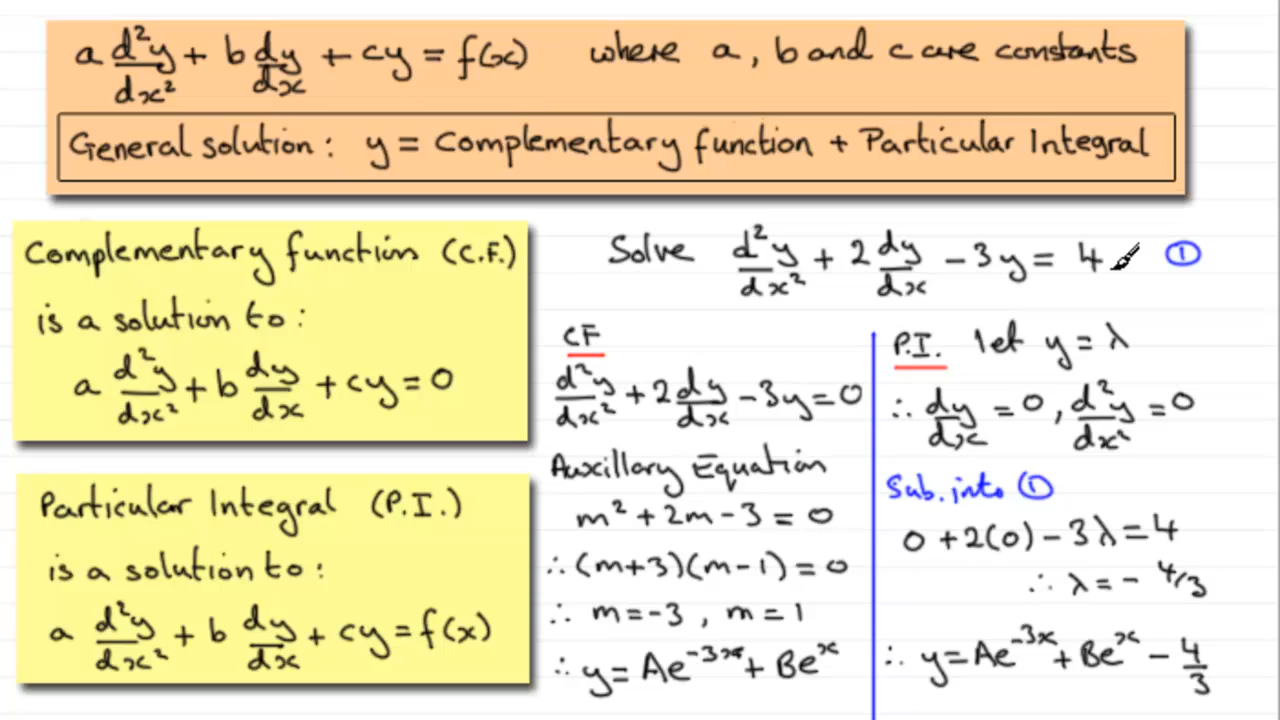 a d²y/dx² + b dy/dx + cy = f(x) where a, b and c are constants
General solution: y = Complementary function + Particular Integral
Complementary function (C.F.)
is a solution to:
a d²y/dx² + b dy/dx + cy = 0
Particular Integral (P.I.)
is a solution to:
a d²y/dx² + b dy/dx + cy = f(x)
Solve d²y/dx² + 2 dy/dx - 3y = 4 ①
CF
d²y/dx² + 2 dy/dx - 3y = 0
Auxillary Equation
m² + 2m - 3 = 0
∴ (m+3)(m-1) = 0
∴ m = -3, m = 1
∴ y = Ae⁻³ˣ + Beˣ
P.I. let y = λ
∴ dy/dx = 0, d²y/dx² = 0
Sub. into ①
0 + 2(0) - 3λ = 4
∴ λ = - 4/3
∴ y = Ae⁻³ˣ + Beˣ - 4/3